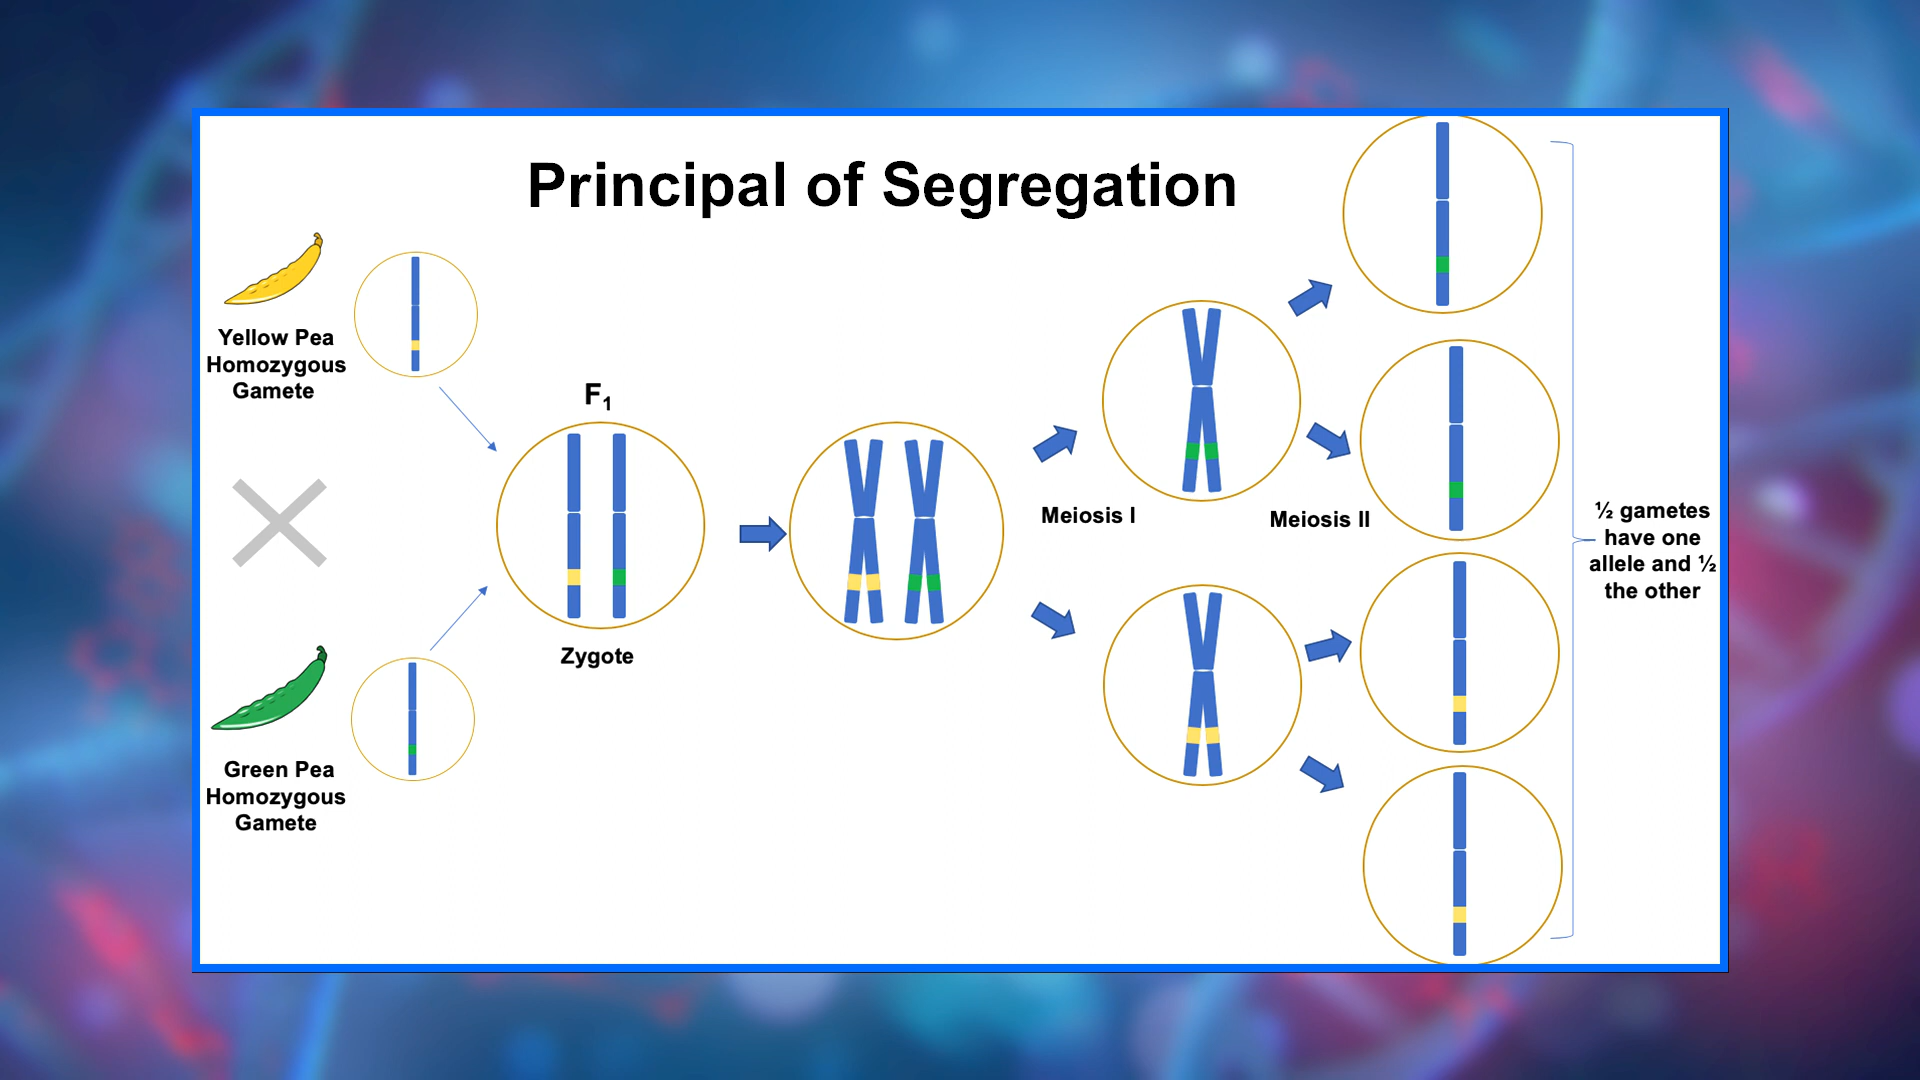 Principal of Segregation
Yellow Pea
Homozygous
Gamete
F₁
Zygote
Green Pea
Homozygous
Gamete
Meiosis I
Meiosis II
½ gametes
have one
allele and ½
the other